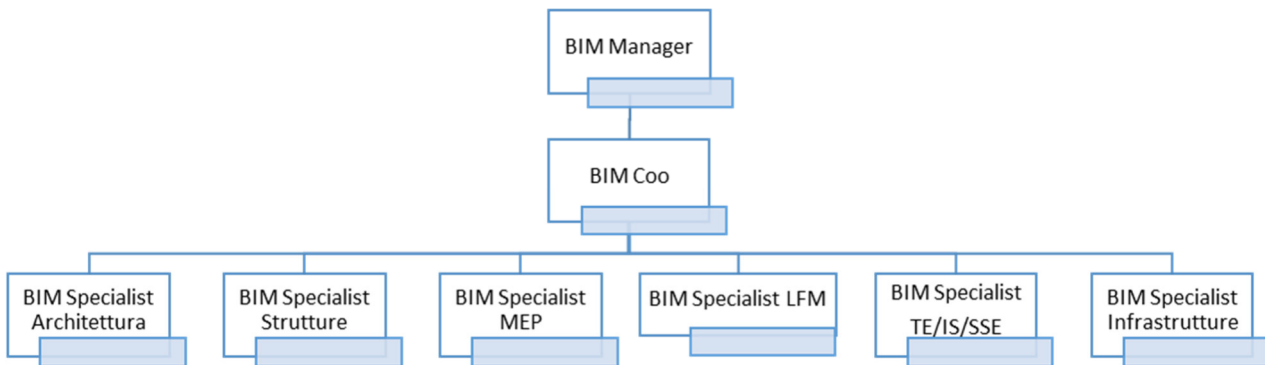 BIM Manager
BIM Coo
BIM Specialist
Architettura
BIM Specialist
Strutture
BIM Specialist
MEP
BIM Specialist LFM
BIM Specialist
TE/IS/SSE
BIM Specialist
Infrastrutture